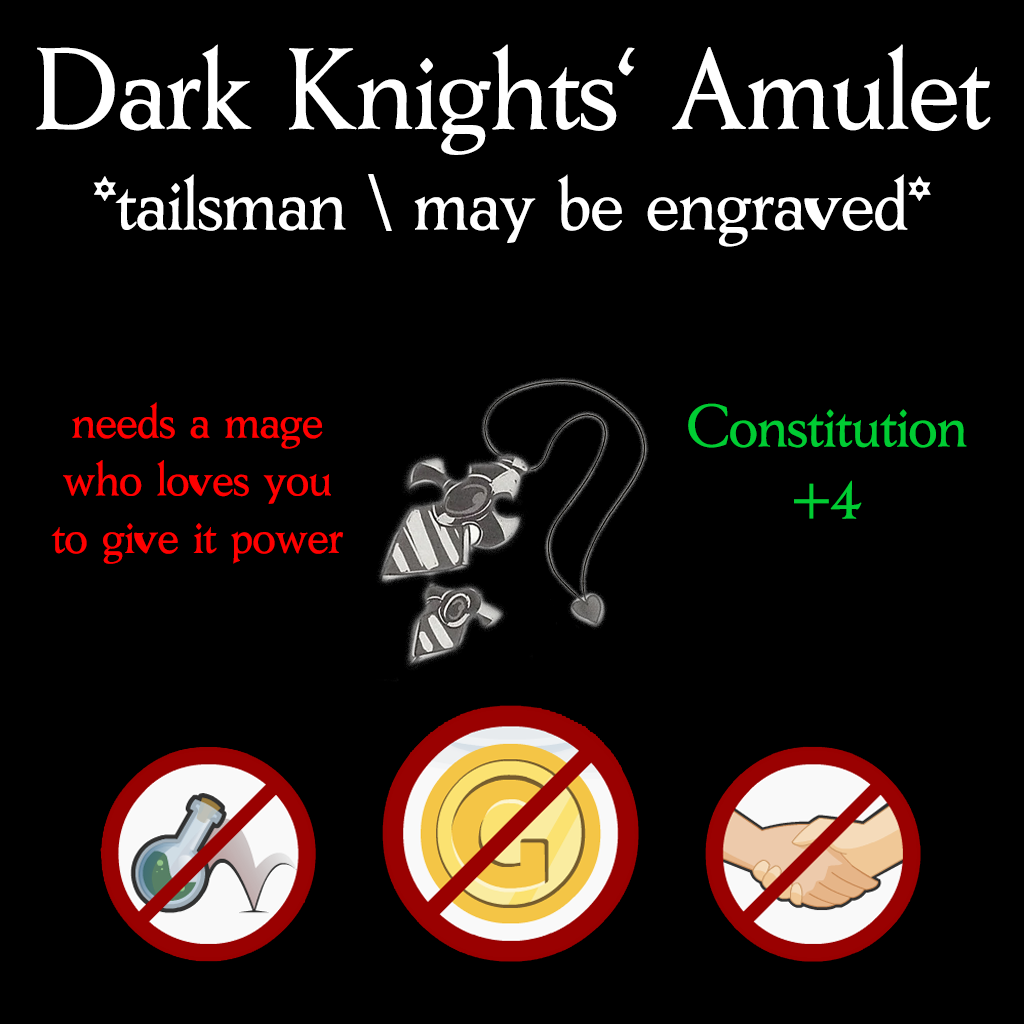 Dark Knights‘ Amulet
*tailsman \ may be engraved*
needs a mage
who loves you
to give it power
Constitution
+4
G